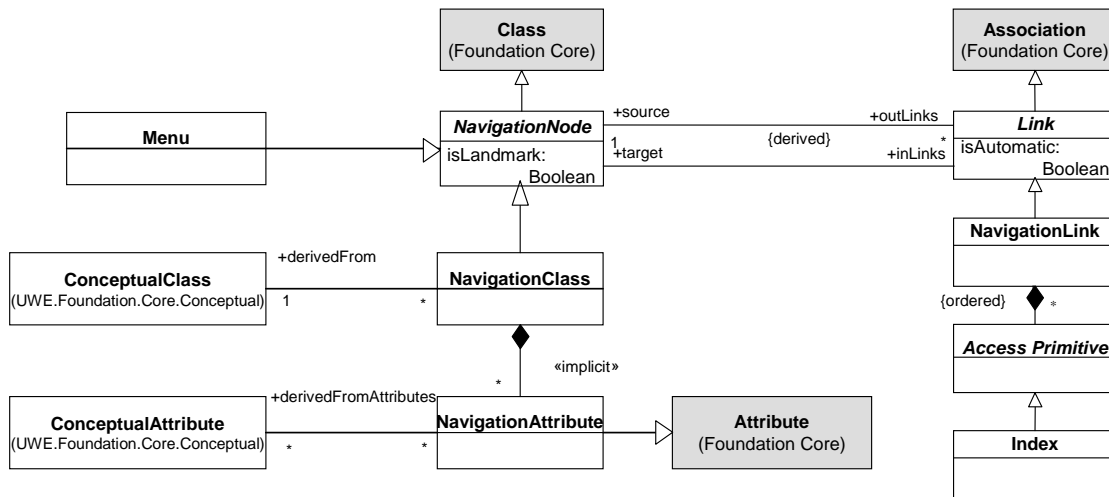 Class
(Foundation Core)
Association
(Foundation Core)
Menu
NavigationNode
isLandmark:
Boolean
+source
1
+target
{derived}
+outLinks
*
+inLinks
Link
isAutomatic:
Boolean
NavigationLink
ConceptualClass
(UWE.Foundation.Core.Conceptual)
+derivedFrom
1
*
NavigationClass
{ordered}
*
«implicit»
*
Access Primitive
ConceptualAttribute
(UWE.Foundation.Core.Conceptual)
+derivedFromAttributes
*
*
NavigationAttribute
Attribute
(Foundation Core)
Index